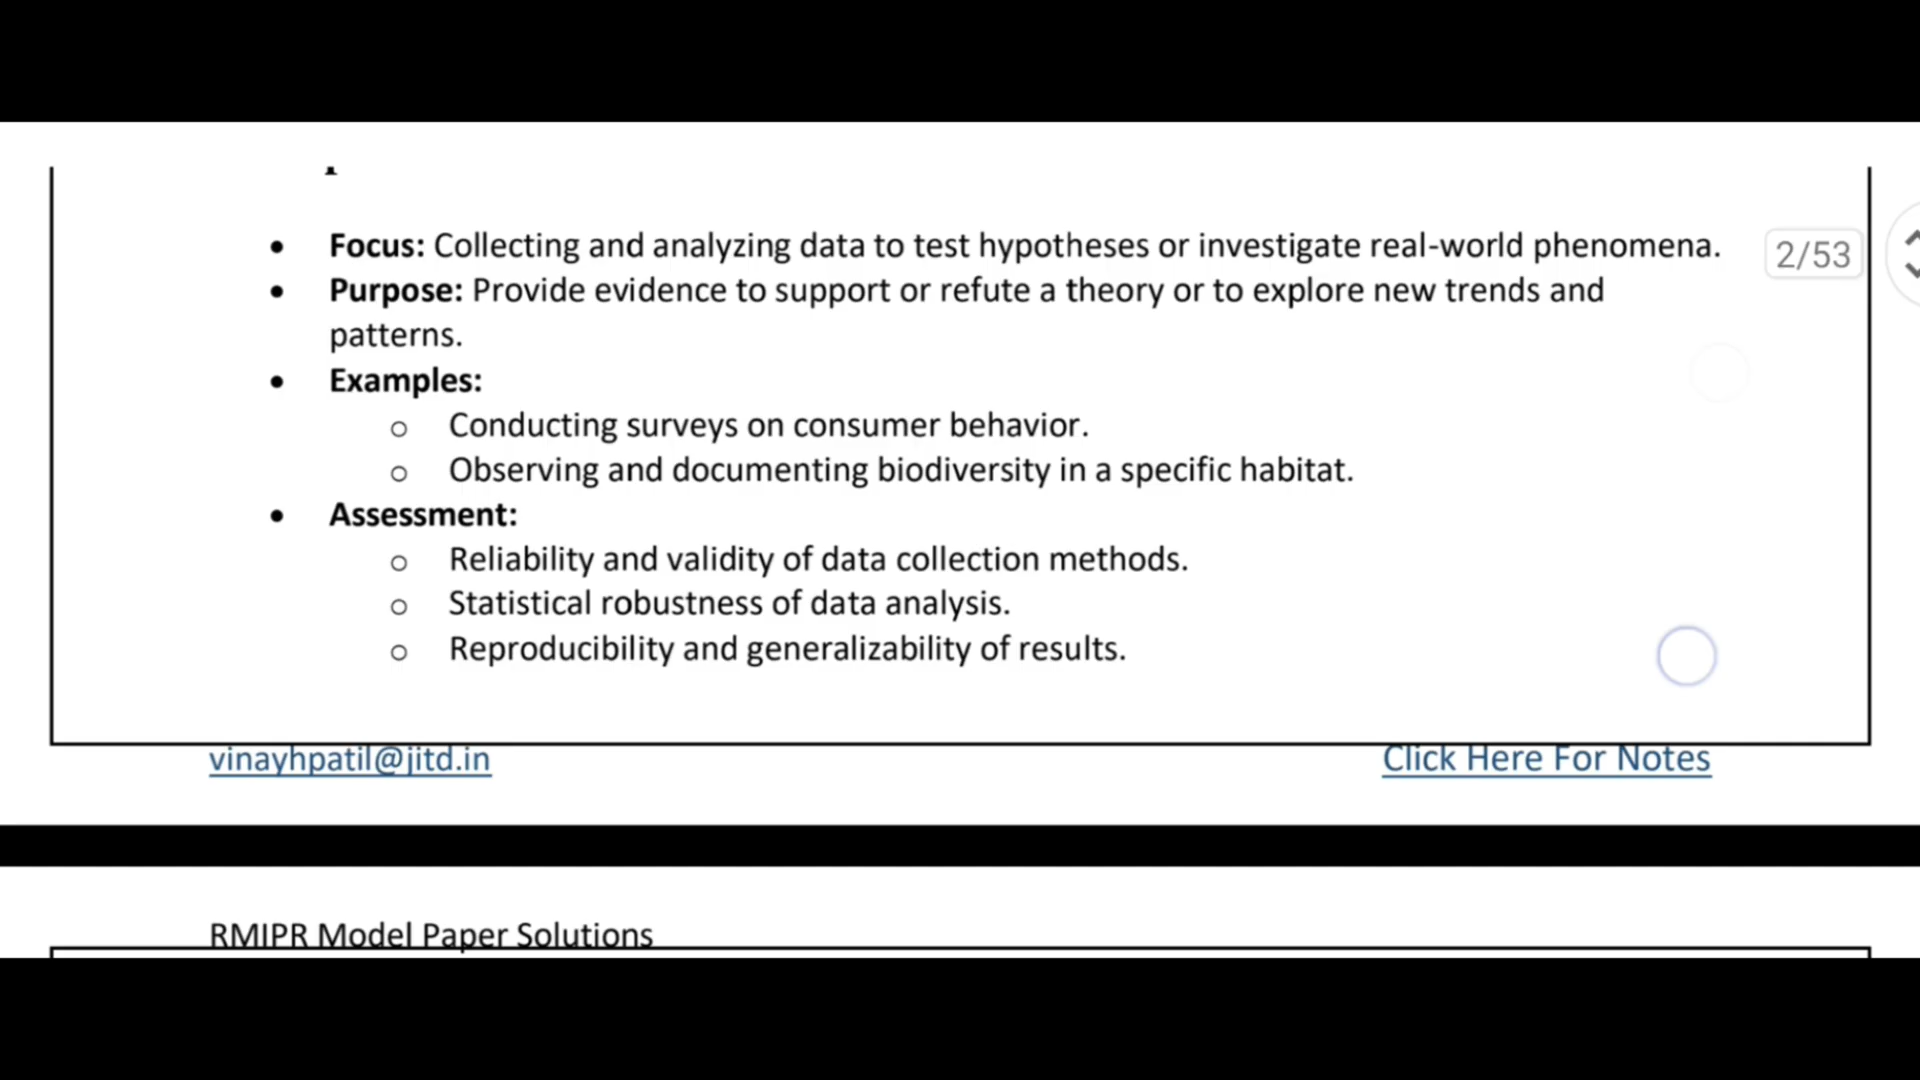 • Focus: Collecting and analyzing data to test hypotheses or investigate real-world phenomena.
2/53
• Purpose: Provide evidence to support or refute a theory or to explore new trends and
patterns.
• Examples:
o Conducting surveys on consumer behavior.
o Observing and documenting biodiversity in a specific habitat.
• Assessment:
o Reliability and validity of data collection methods.
o Statistical robustness of data analysis.
o Reproducibility and generalizability of results.
vinayhpatil@jitd.in
Click Here For Notes
RMIPR Model Paper Solutions